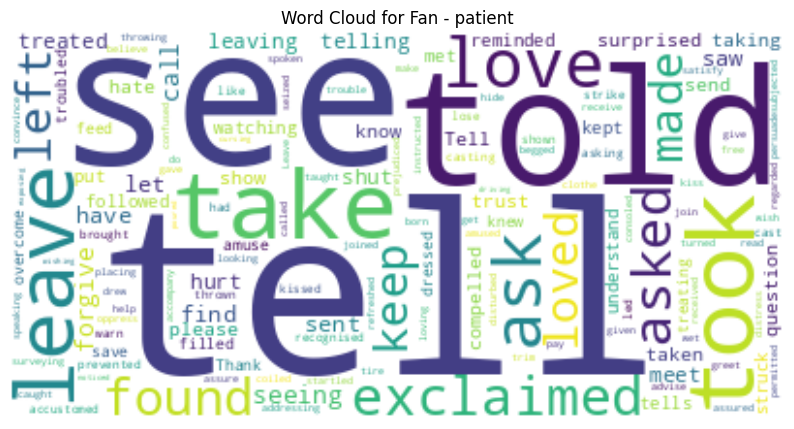 Word Cloud for Fan - patient
treated throwing leaving telling reminded surprised taking
believe spoken love met saw
troubled hate call seized like trouble make strike satisfy
convince left see told hide receive made send
feed confused watching know lose kept shown give persuade subjected
do gave Leave instructed Tell begged asking free
put let show shut taught prejudiced casting
overcome leave followed take trust clothe kiss regarded
have had called born knew join wish
brought amuse looking joined get amused loved understand asked turned read cast
forgive placing hurt kissed keep dressed disturbed consoled took
speaking drew accompany refreshed loving compelled ask led treating received question
help thrown find sent tell given met distress
warn oppress please recognised trim pay taken greet
surveying save filled startled tire meet struck permitted
prevented Thank assure coiled advise
caught found seeing exclaimed tells assured
accustomed addressing